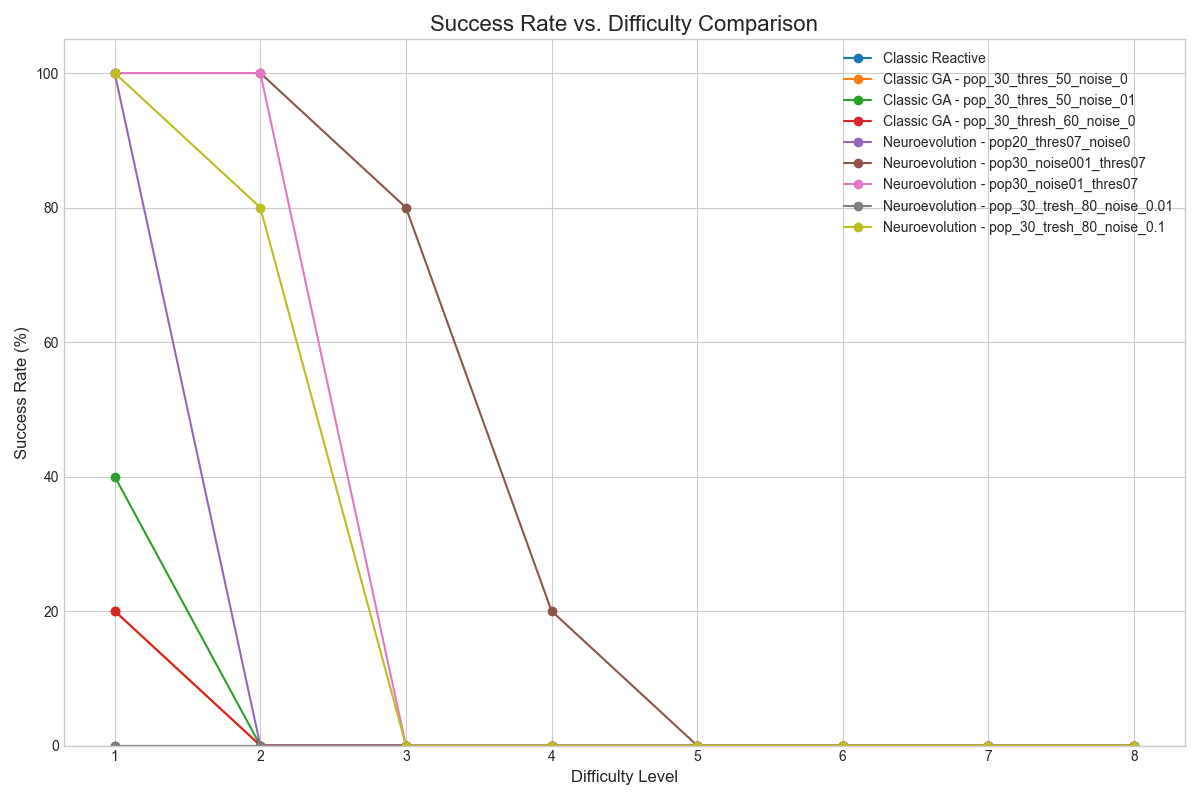 Success Rate vs. Difficulty Comparison
Classic Reactive
Classic GA - pop_30_thres_50_noise_0
Classic GA - pop_30_thres_50_noise_01
Classic GA - pop_30_thresh_60_noise_0
Neuroevolution - pop20_thres07_noise0
Neuroevolution - pop30_noise001_thres07
Neuroevolution - pop30_noise01_thres07
Neuroevolution - pop_30_tresh_80_noise_0.01
Neuroevolution - pop_30_tresh_80_noise_0.1
Success Rate (%)
100
80
60
40
20
0
1 2 3 4 5 6 7 8
Difficulty Level